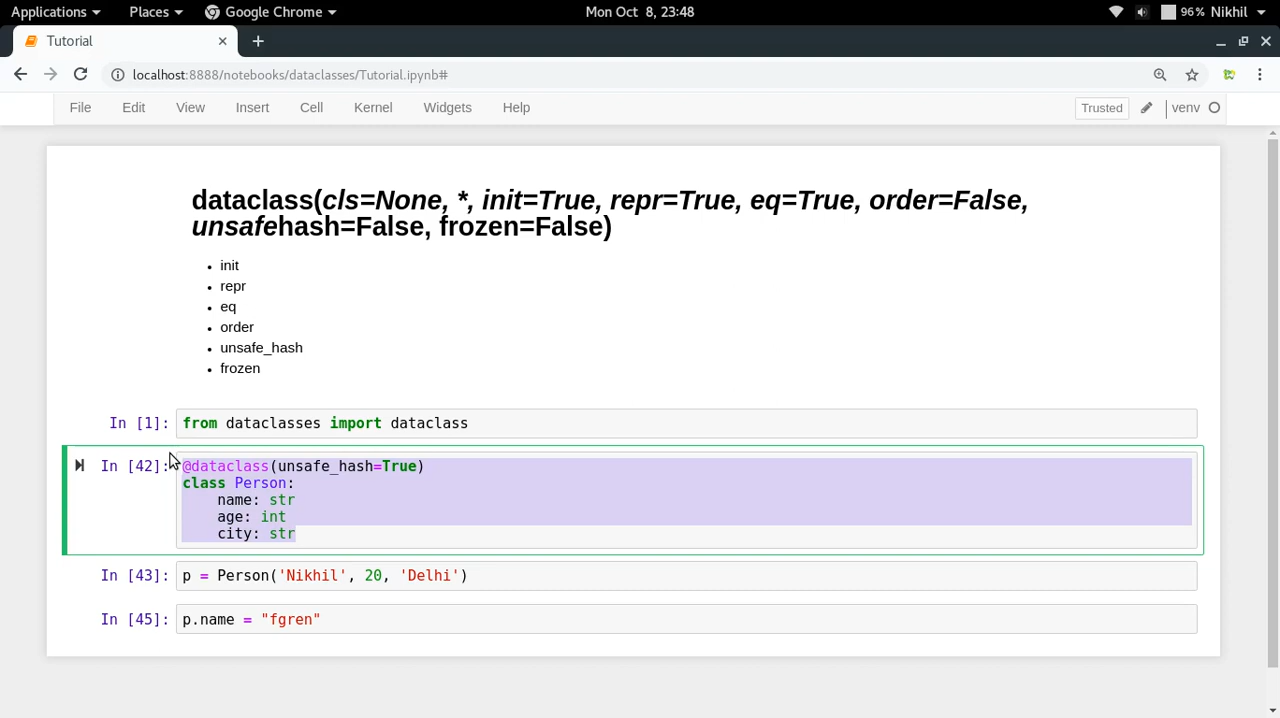 Applications Places Google Chrome Mon Oct 8, 23:48 96% Nikhil
Tutorial
localhost:8888/notebooks/dataclasses/Tutorial.ipynb#
File Edit View Insert Cell Kernel Widgets Help Trusted venv
dataclass(cls=None, *, init=True, repr=True, eq=True, order=False,
unsafehash=False, frozen=False)
• init
• repr
• eq
• order
• unsafe_hash
• frozen
In [1]: from dataclasses import dataclass
In [42]: @dataclass(unsafe_hash=True)
class Person:
    name: str
    age: int
    city: str
In [43]: p = Person('Nikhil', 20, 'Delhi')
In [45]: p.name = "fgren"